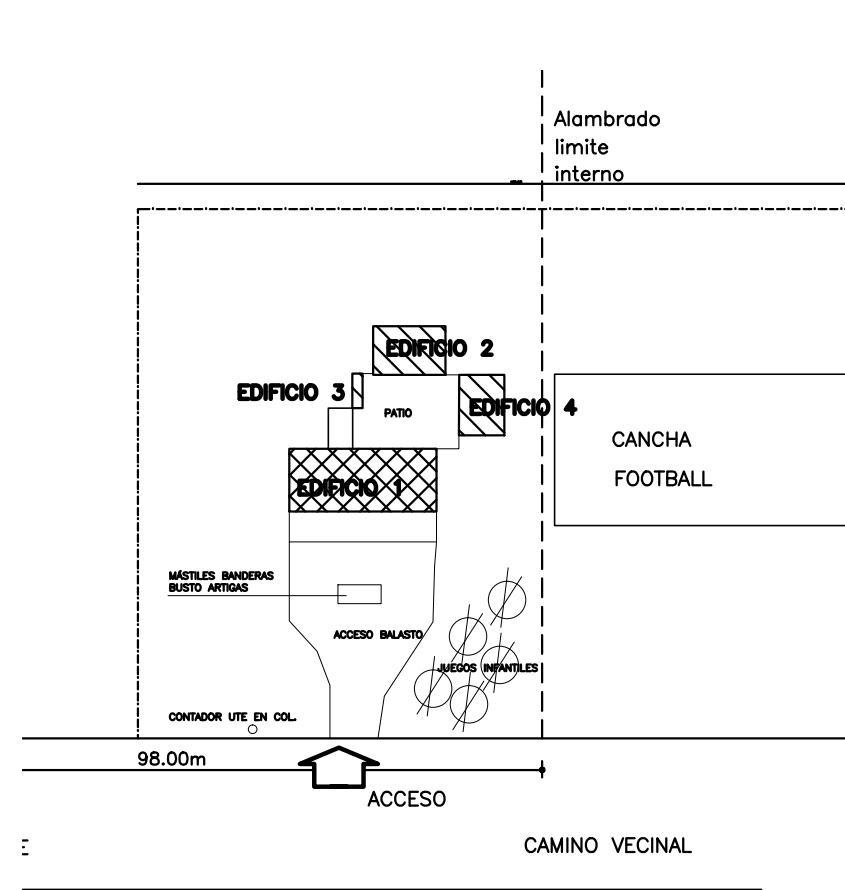 Alambrado
limite
interno
EDIFICIO 2
EDIFICIO 3
EDIFICIO 4
PATIO
CANCHA
FOOTBALL
EDIFICIO 1
MÁSTILES BANDERAS
BUSTO ARTIGAS
ACCESO BALASTO
JUEGOS INFANTILES
CONTADOR UTE EN COL.
98.00m
ACCESO
E
CAMINO VECINAL